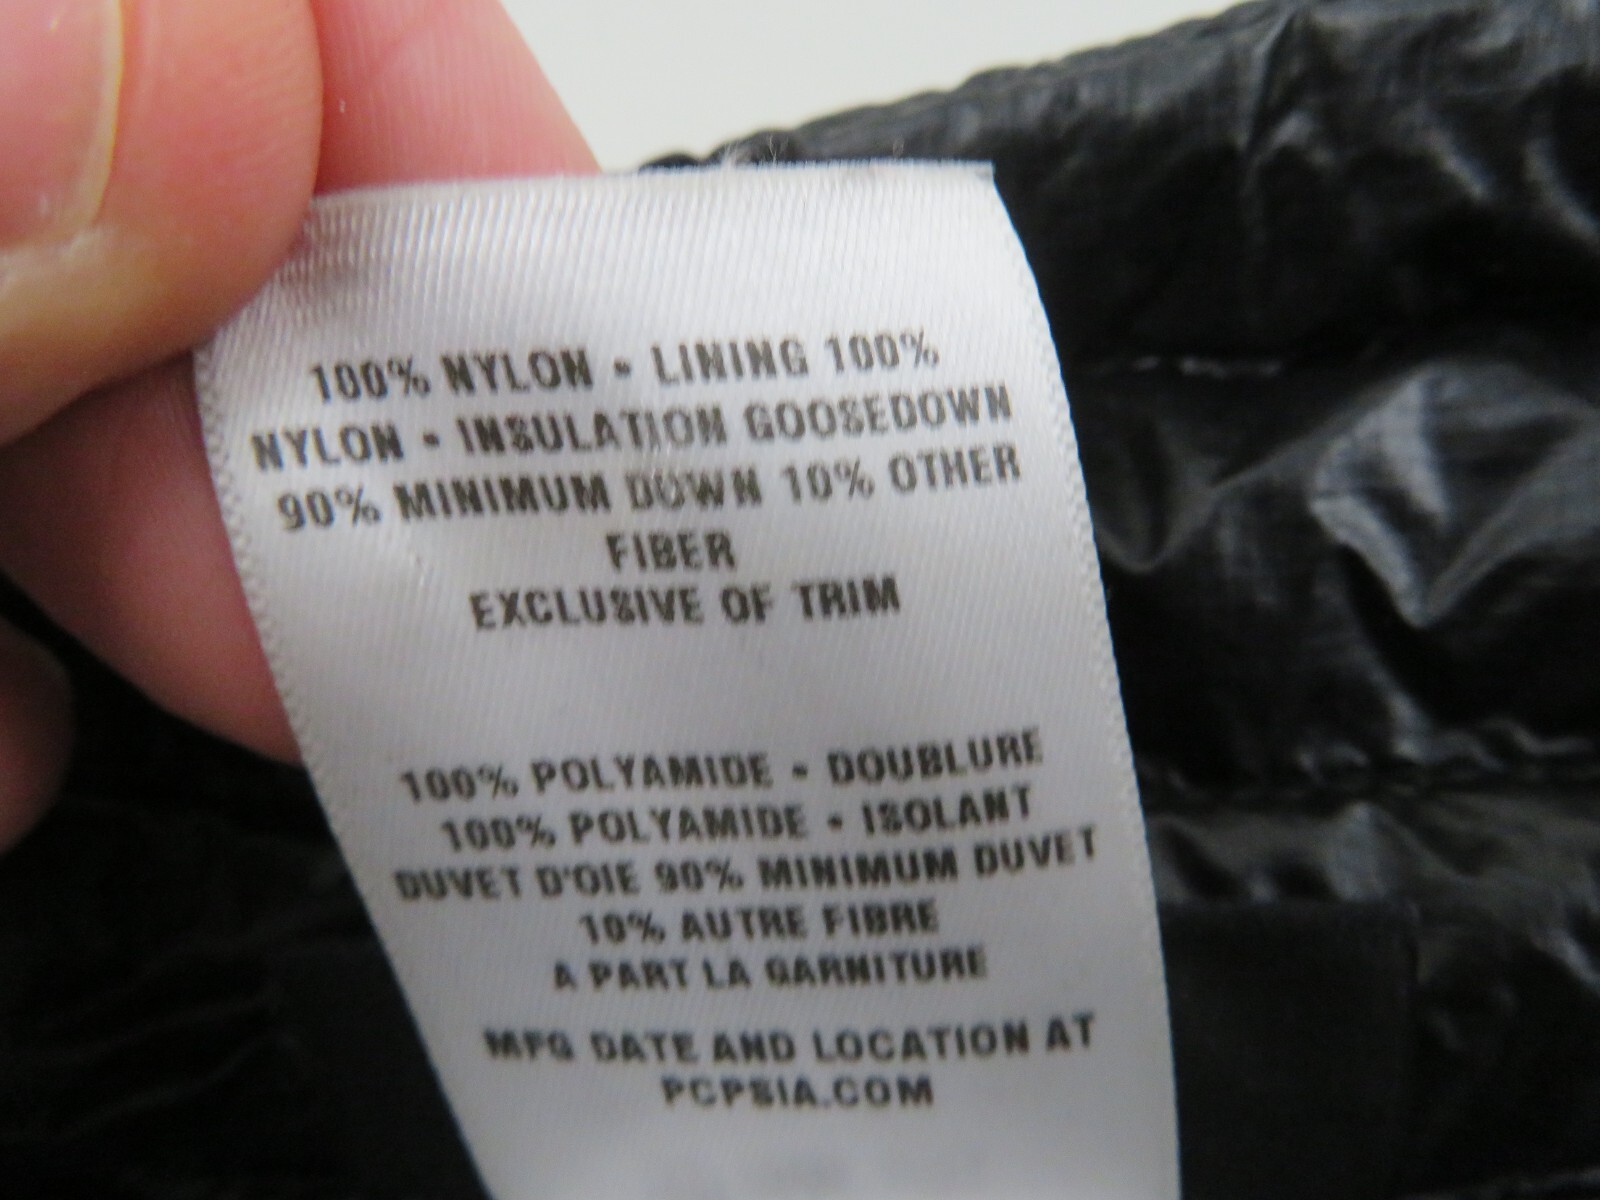 100% NYLON • LINING 100%
NYLON • INSULATION GOOSEDOWN
90% MINIMUM DOWN 10% OTHER
FIBER
EXCLUSIVE OF TRIM
100% POLYAMIDE • DOUBLURE
100% POLYAMIDE • ISOLANT
DUVET D'OIE 90% MINIMUM DUVET
10% AUTRE FIBRE
A PART LA GARNITURE
MFG DATE AND LOCATION AT
PCPSIA.COM